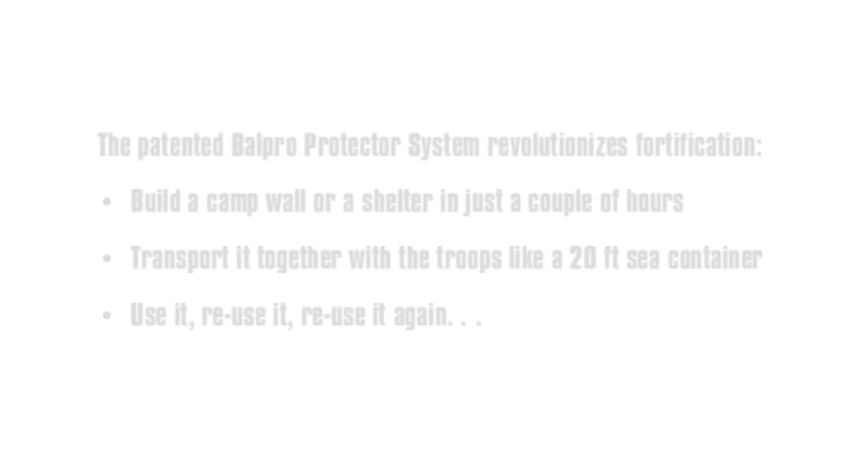 The patented Balpro Protector System revolutionizes fortification:
• Build a camp wall or a shelter in just a couple of hours
• Transport it together with the troops like a 20 ft sea container
• Use it, re-use it, re-use it again. . .